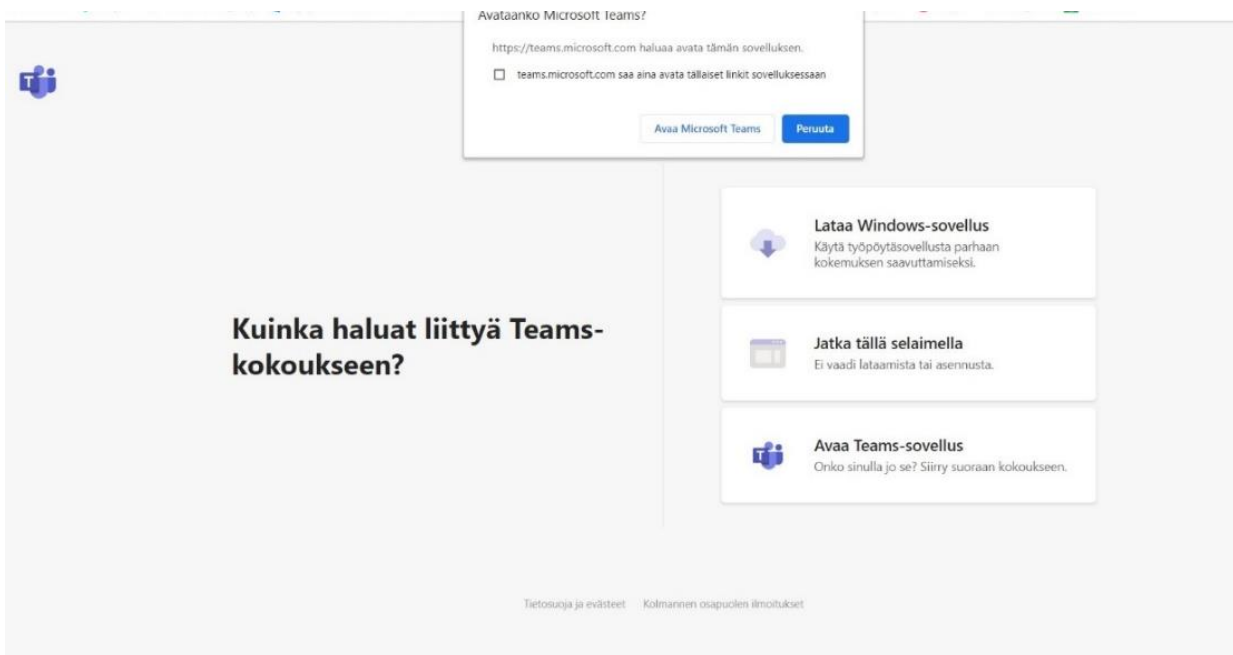 Avataanko Microsoft Teams?
https://teams.microsoft.com haluaa avata tämän sovelluksen.
teams.microsoft.com saa aina avata tällaiset linkit sovelluksessaan
Avaa Microsoft Teams
Peruuta
Kuinka haluat liittyä Teams-
kokoukseen?
Lataa Windows-sovellus
Käytä työpöytäsovellusta parhaan
kokemuksen saavuttamiseksi.
Jatka tällä selaimella
Ei vaadi lataamista tai asennusta.
Avaa Teams-sovellus
Onko sinulla jo se? Siirry suoraan kokoukseen.
Tietosuoja ja evästeet
Kolmannen osapuolen ilmoitukset